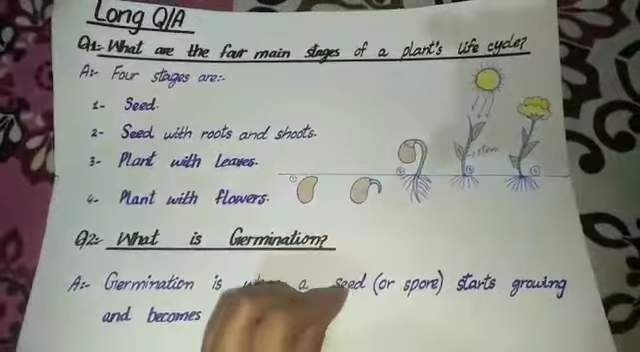 Long Q/A
Q1:- What are the four main stages of a plant's life cycle?
A:- Four stages are:-
1- Seed.
2- Seed with roots and shoots.
3- Plant with Leaves.
4- Plant with flowers.
stem
Q2:- What is Germination?
A:- Germination is when a seed (or spore) starts growing
and becomes